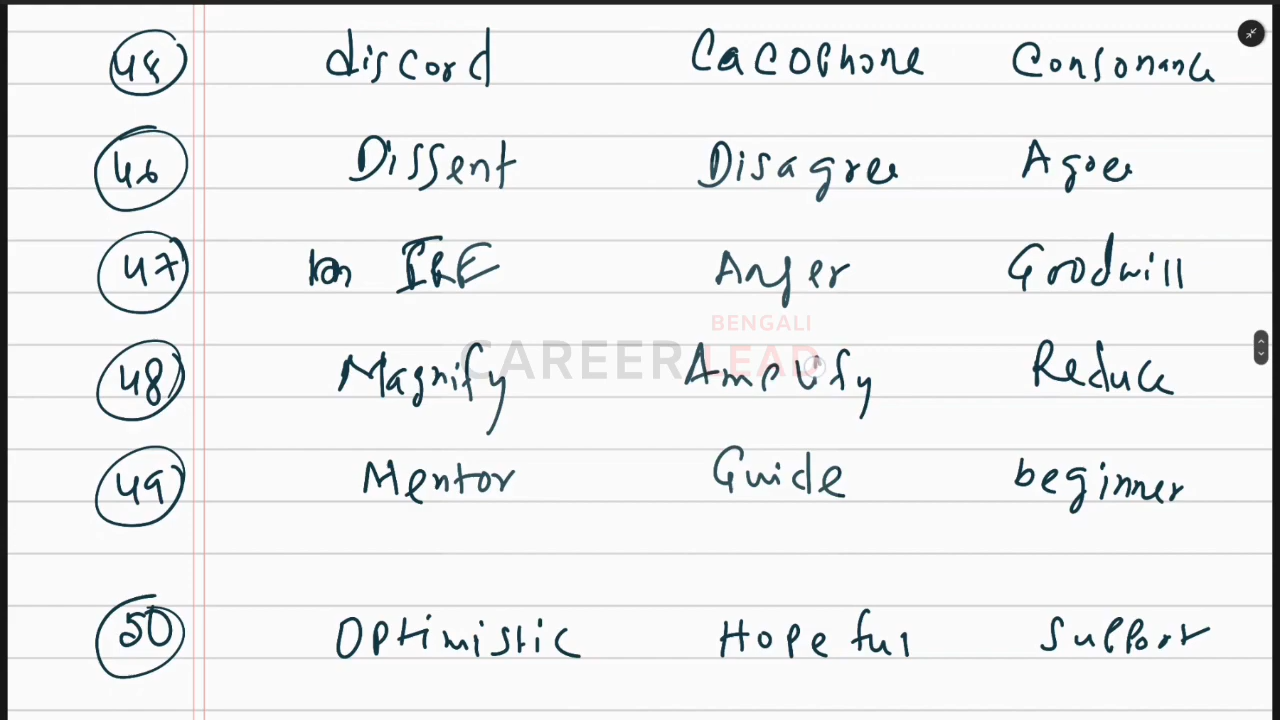 45 discord Cacophone Consonance
46 Dissent Disagree Agree
47 IRE Anger Goodwill
BENGALI
CAREER LEAD
48 Magnify Amplify Reduce
49 Mentor Guide beginner
50 Optimistic Hopeful Support